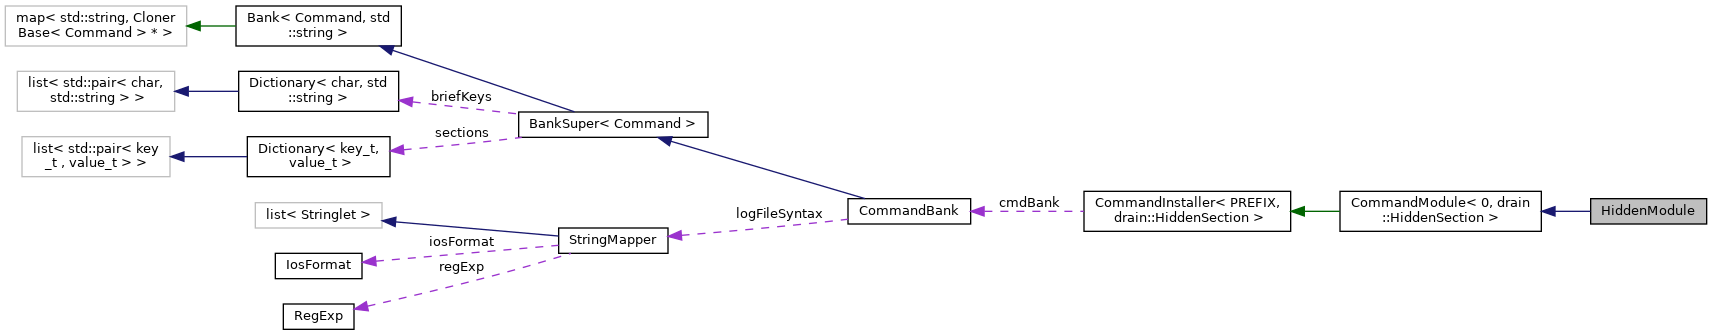 map< std::string, Cloner
Base< Command > * >
Bank< Command, std
::string >
list< std::pair< char,
std::string > >
Dictionary< char, std
::string >
briefKeys
BankSuper< Command >
sections
list< std::pair< key
_t , value_t > >
Dictionary< key_t,
value_t >
list< Stringlet >
logFileSyntax
CommandBank
cmdBank
CommandInstaller< PREFIX,
drain::HiddenSection >
CommandModule< 0, drain
::HiddenSection >
HiddenModule
StringMapper
iosFormat
IosFormat
regExp
RegExp